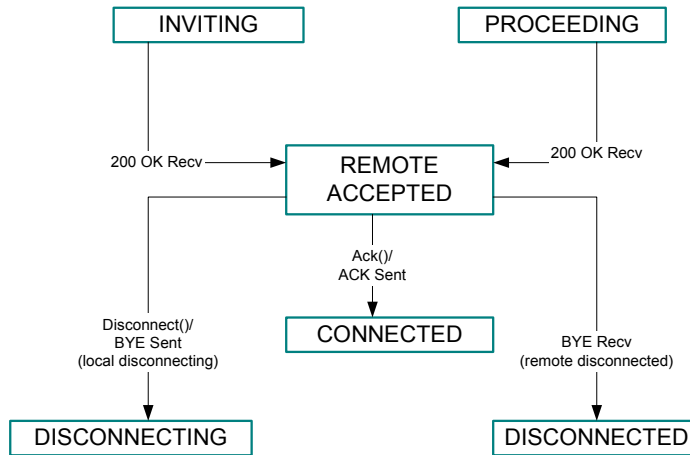 INVITING
PROCEEDING
200 OK Recv
REMOTE
ACCEPTED
200 OK Recv
Ack()/
ACK Sent
Disconnect()/
BYE Sent
(local disconnecting)
CONNECTED
BYE Recv
(remote disconnected)
DISCONNECTING
DISCONNECTED